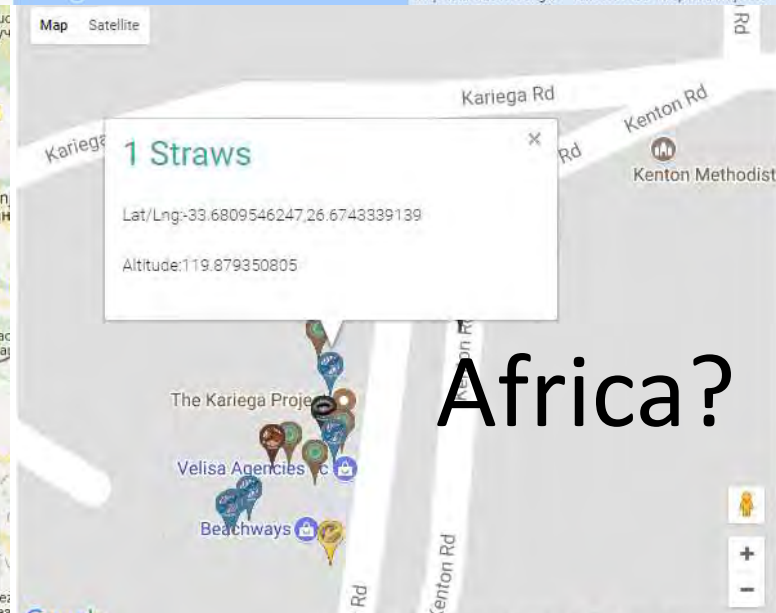 Map Satellite
Rd
Kariega Rd
Kenton Rd
Kariega
1 Straws
×
Rd
Kenton Methodist
Lat/Lng:-33.6809546247,26.6743339139
Altitude:119.879350805
Africa?
The Kariega Proje
Velisa Agencies c
Beachways
+
Kenton Rd
Rd
−